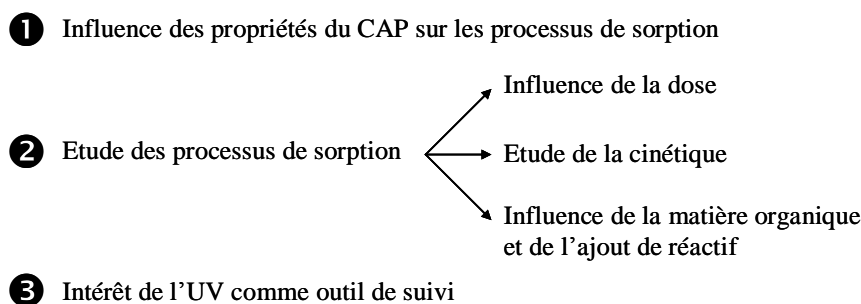 ❶ Influence des propriétés du CAP sur les processus de sorption
Influence de la dose
❷ Etude des processus de sorption
Etude de la cinétique
Influence de la matière organique
et de l'ajout de réactif
❸ Intérêt de l'UV comme outil de suivi